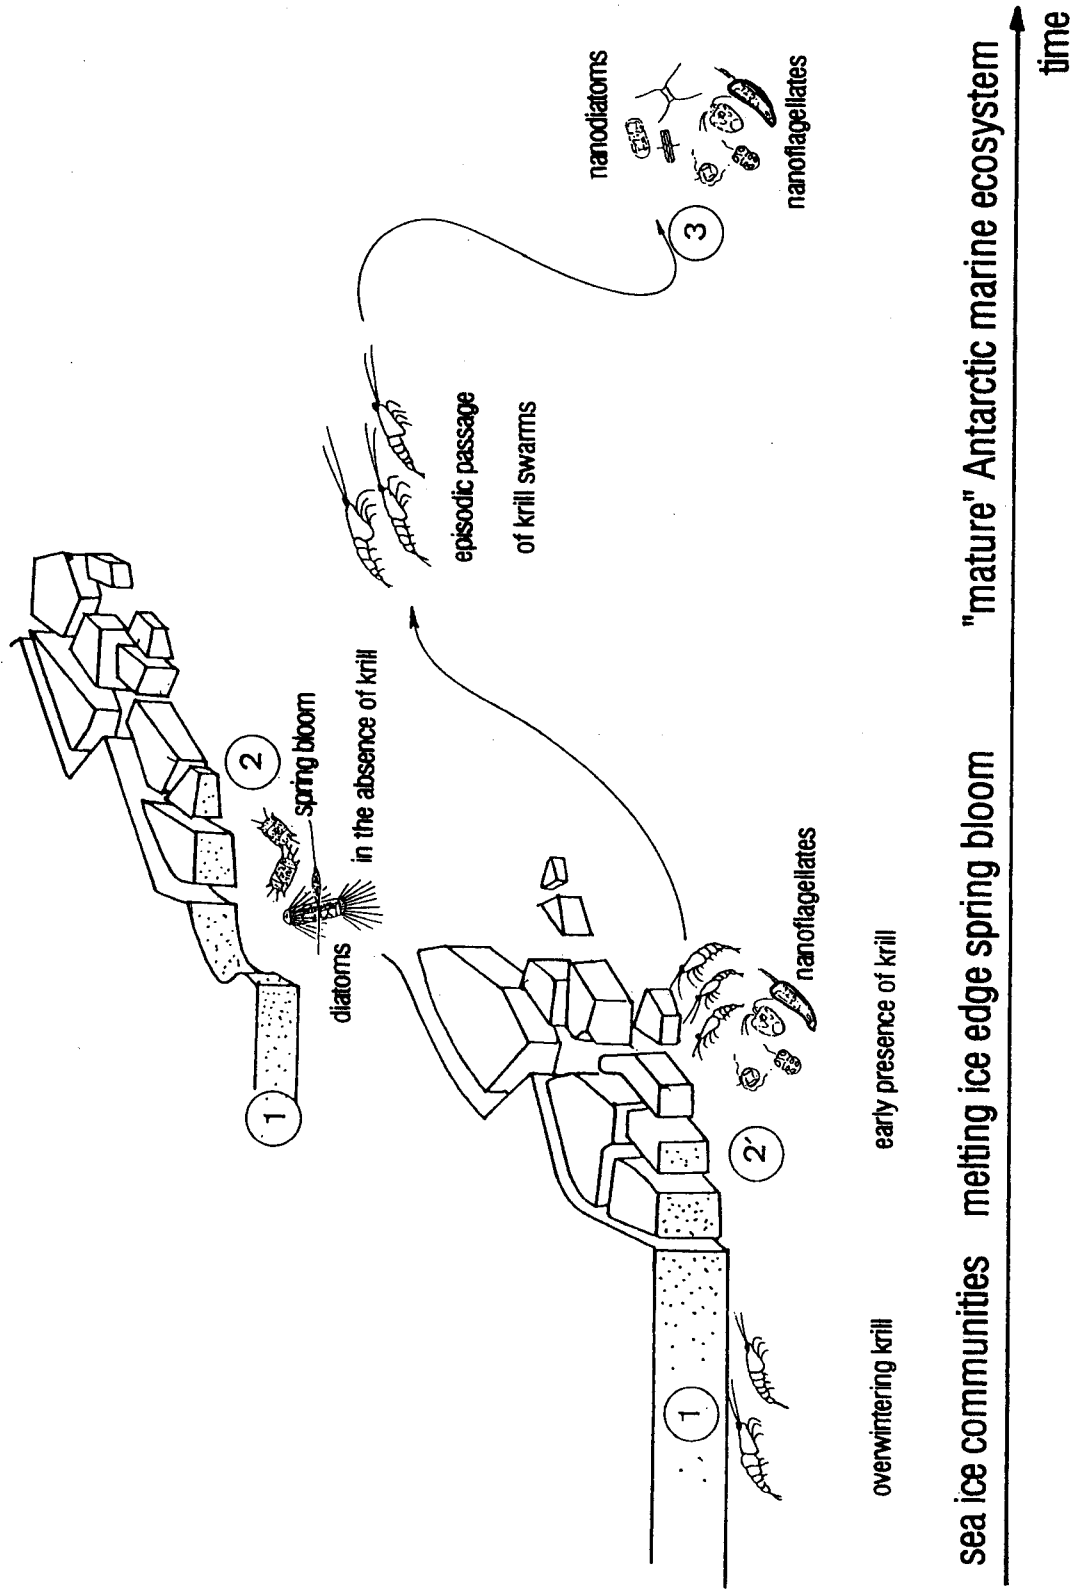 1
2
spring bloom
in the absence of krill
diatoms
episodic passage
of krill swarms
nanodiatoms
nanoflagellates
3
1
2'
nanoflagellates
overwintering krill
early presence of krill
sea ice communities melting ice edge spring bloom "mature" Antarctic marine ecosystem
time